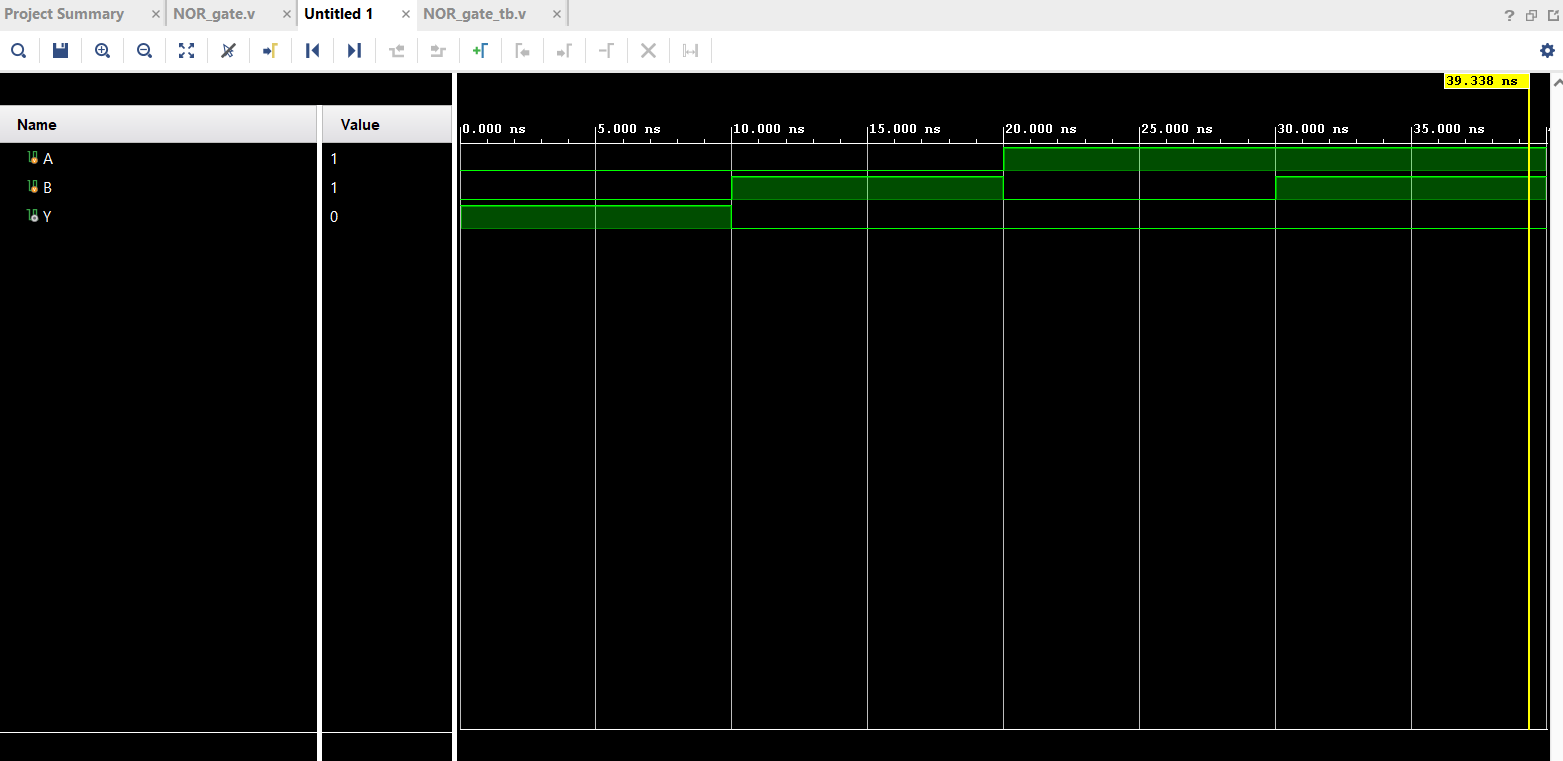 Project Summary × NOR_gate.v × Untitled 1 × NOR_gate_tb.v ×
?
39.338 ns
Name Value
0.000 ns 5.000 ns 10.000 ns 15.000 ns 20.000 ns 25.000 ns 30.000 ns 35.000 ns
A 1
B 1
Y 0